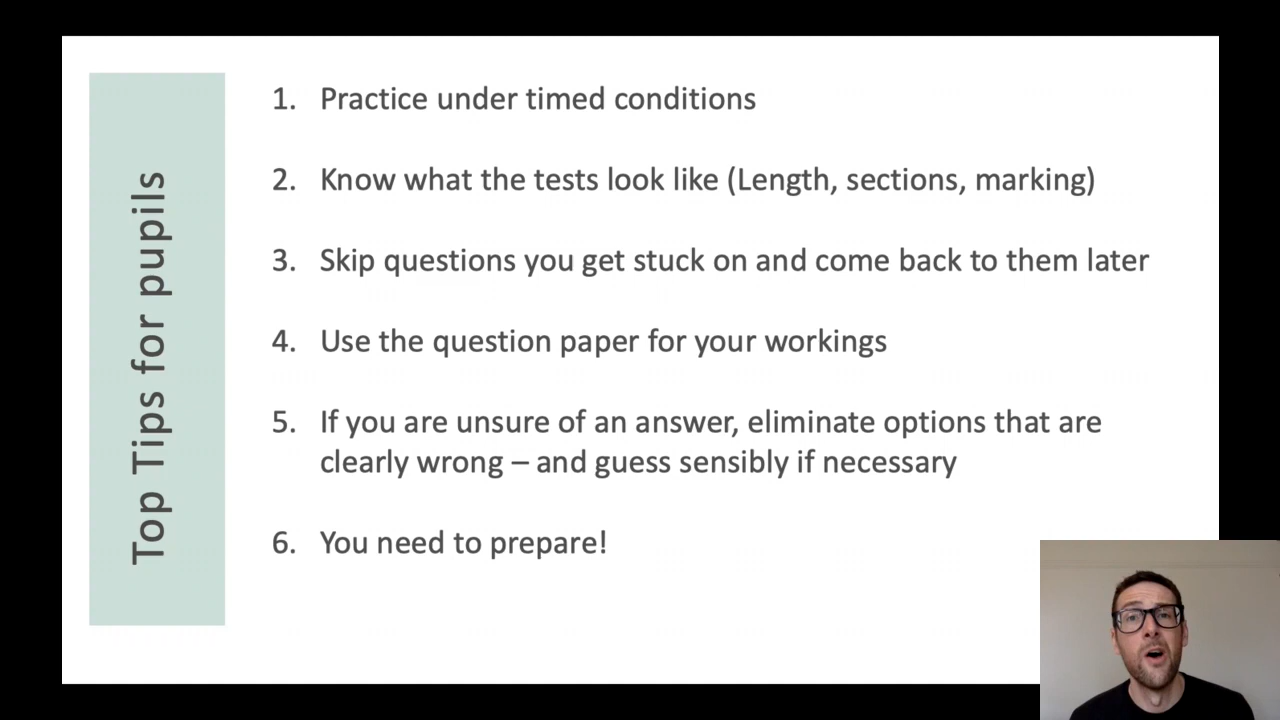 Top Tips for pupils
1. Practice under timed conditions
2. Know what the tests look like (Length, sections, marking)
3. Skip questions you get stuck on and come back to them later
4. Use the question paper for your workings
5. If you are unsure of an answer, eliminate options that are
clearly wrong – and guess sensibly if necessary
6. You need to prepare!